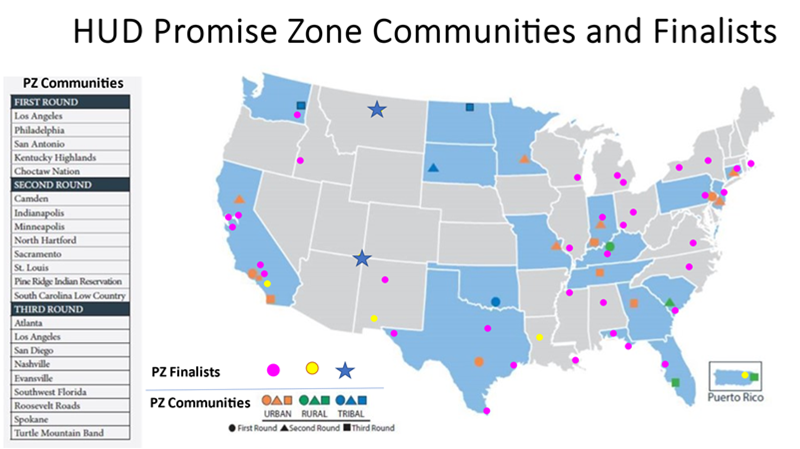 HUD Promise Zone Communities and Finalists
PZ Communities
FIRST ROUND
Los Angeles
Philadelphia
San Antonio
Kentucky Highlands
Choctaw Nation
SECOND ROUND
Camden
Indianapolis
Minneapolis
North Hartford
Sacramento
St. Louis
Pine Ridge Indian Reservation
South Carolina Low Country
THIRD ROUND
Atlanta
Los Angeles
San Diego
Nashville
Evansville
Southwest Florida
Roosevelt Roads
Spokane
Turtle Mountain Band
PZ Finalists
PZ Communities
URBAN RURAL TRIBAL
First Round Second Round Third Round
Puerto Rico